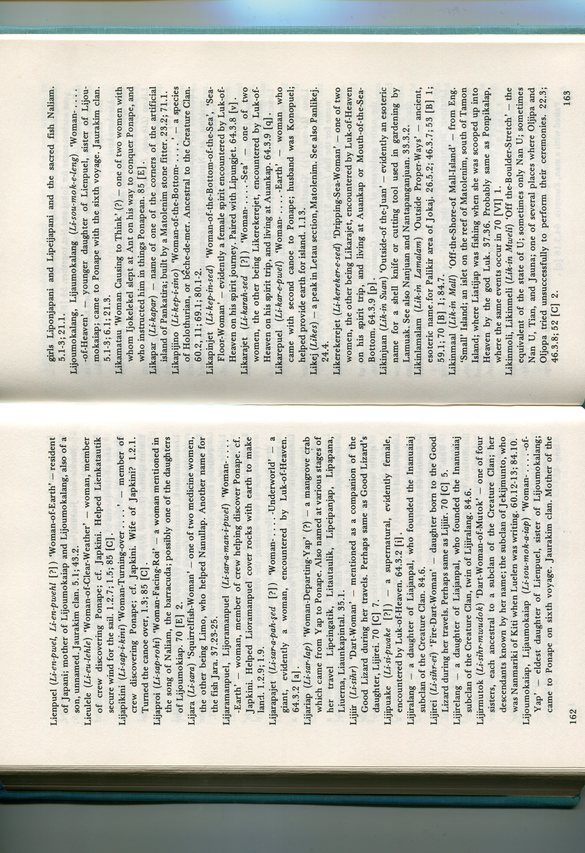 Lienpuel (Li-en-pwel, Li-en-pwehl [?]) ‘Woman-of-Earth’ — resident
of Japani; mother of Lijoumokaiap and Lijoumokalang, also of a
son, unnamed. Jaurakim clan. 5.1; 43.2.
Lieulele (Li-eu-lehle) ‘Woman-of-Clear-Weather’ — woman, member
of crew discovering Ponape; cf. Japkini. Helped Lienkatautik
secure wind for the sail. 1.2.7; 1.5; 85 [C].
Lijapikini (Li-sap-i-kini) ‘Woman-Turning-over . . . . ’ — member of
crew discovering Ponape; cf. Japkini. Wife of Japkini? 1.2.1.
Turned the canoe over, 1.3; 85 [C].
Lijaproi (Li-sap-rohi) ‘Woman-Facing-Roi’ — a woman mentioned in
the song of Naliam, the barracuda; possibly one of the daughters
of Lijoumokiap. 70 [E] 2.
Lijara (Li-sara) ‘Squirrelfish-Woman’ — one of two medicine women,
the other being Limo, who helped Nanullap. Another name for
the fish Jara. 37.23-25.
Lijaramanpuel, Lijoramanpuel (Li-sar-a-man-i-pwel) ‘Woman- . . . .
-Earth’ — woman, member of crew helping discover Ponape. cf.
Japkini. Helped Lioramanpuel cover rocks with earth to make
land. 1.2.9; 1.9.
Lijarapajet (Li-sar-a-pah-sed [?]) ‘Woman- . . . . -Underworld’ — a
giant, evidently a woman, encountered by Luk-of-Heaven.
64.3.2 [a].
Lijariap (Li-sar-Iap) ‘Woman-Departing-Yap’ (?) — a mangrove crab
which came from Yap to Ponape. Also named at various stages of
her travel Lipeingatik, Litautaulik, Lipeipanjap, Lipapana,
Liuerna, Liaunkapintal. 35.1.
Lijiir (Li-sihr) ‘Dart-Woman’ — mentioned as a companion of the
Good Lizard during her travels. Perhaps same as Good Lizard’s
daughter, Lijirei. 70 [C] 7.
Lijipuake (Li-si-pwake [?]) — a supernatural, evidently female,
encountered by Luk-of-Heaven. 64.3.2 [i].
Lijiralang — a daughter of Liajanpal, who founded the Inanuaiaj
subclan of the Creature Clan. 84.6.
Lijirei (Li-sihr-ei) ‘Fire-Dart-Woman’ — daughter born to the Good
Lizard during her travels. Perhaps same as Lijiir. 70 [C] 5.
Lijirelang — a daughter of Liajanpal, who founded the Inanuaiaj
subclan of the Creature Clan, twin of Lijiralang. 84.6.
Lijirmutok (Li-sihr-mwudok) ‘Dart-Woman-of-Mutok’ — one of four
sisters, each ancestral to a subclan of the Creature Clan; her
descendants known by her name; the subclan of Jekijmunto, who
was Nanmariki of Kiti when Luelen was writing. 60.12-13; 84.10.
Lijoumokaiap, Lijaumokaiap (Li-sou-mok-a-iap) ‘Woman- . . . . -of-
Yap’ — eldest daughter of Lienpuel, sister of Lijoumokalang;
came to Ponape on sixth voyage. Jaurakim clan. Mother of the
162
girls Liponjapani and Lipeijapani and the sacred fish Naliam.
5.1-3; 21.1.
Lijoumokalang, Lijaumokalang (Li-sou-mok-e-leng) ‘Woman- . . . .
-of-Heaven’ — younger daughter of Lienpuel, sister of Lijou-
mokaiap; came to Ponape with the sixth voyage. Jaurakim clan.
5.1-3; 6.1; 21.3.
Likamatau ‘Woman Causing to Think’ (?) — one of two women with
whom Ijokelekel slept at Ant on his way to conquer Ponape, and
who instructed him in things Ponapean. 85 [E].
Likapar (Li-kapar) — name of one of the corners of the artificial
island of Pankatira; built by a Matolenim stone fitter. 23.2; 71.1.
Likapijino (Li-kep-i-sino) ‘Woman-of-the-Bottom- . . . . ’ — a species
of Holothurian, or bêche-de-mer. Ancestral to the Creature Clan.
60.2, 11; 69.1; 80.1-2.
Likapinjet (Li-kep-in-sed) ‘Woman-of-the-Bottom-of-the-Sea’, ‘Sea-
Floor-Woman’ — evidently a female spirit encountered by Luk-of-
Heaven on his spirit journey. Paired with Lipungjet. 64.3.8 [v].
Likarajet (Li-karah-sed [?]) ‘Woman- . . . . -Sea’ — one of two
women, the other being Likerekerejet, encountered by Luk-of-
Heaven on his spirit trip, and living at Auankap. 64.3.9 [q].
Likarepuel (Li-kar-e-pwel) ‘Woman- . . . . -Earth’ — woman who
came with second canoe to Ponape; husband was Konopuel;
helped provide earth for island. 1.13.
Likej (Likes) — a peak in Letau section, Matolenim. See also Panlikej.
24.4.
Likerekerejet (Li-kereher-e-sed) ‘Dripping-Sea-Woman’ — one of two
women, the other being Likarajet, encountered by Luk-of-Heaven
on his spirit trip, and living at Auankap or Mouth-of-the-Sea-
Bottom. 64.3.9 [p].
Likinjuan (Lik-in Suan) ‘Outside-of the-Juan’ — evidently an esoteric
name for a shell knife or cutting tool used in gardening by
Lamuak. See also Nanjuan and Nantapanganjuan. 33.3.2.
Likinlamalam (Lik-in Lamalam) ‘Outside Proper-Ways’ — ancient,
esoteric name.for Palikir area of Jokaj. 26.5.2; 46.3.7; 53 [B] 1;
59.1; 70 [B] 1; 84.7.
Likinmaal (Lik-in Mall) ‘Off-the-Shore-of Mall-Island’ — from Eng.
‘Small’ Island; an islet on the reef of Matolenim, south of Tamon
Island; where Liatijap was fishing when she was scooped up into
Heaven by the god Luk. 37.36. Probably same as Ponpikalap,
where the same events occur in 70 [VI] 1.
Likinmoli, Likinmeli (Lik-in Mweli) ‘Off the-Boulder-Stretch’ — the
equivalent of the state of U; sometimes only Nan U; sometimes
Nan U, Tian, and Jauna; one of several places where Oljipa and
Oljopa tried unsuccessfully to perform their ceremonies. 22.3;
46.3.8; 52 [C] 2.
163